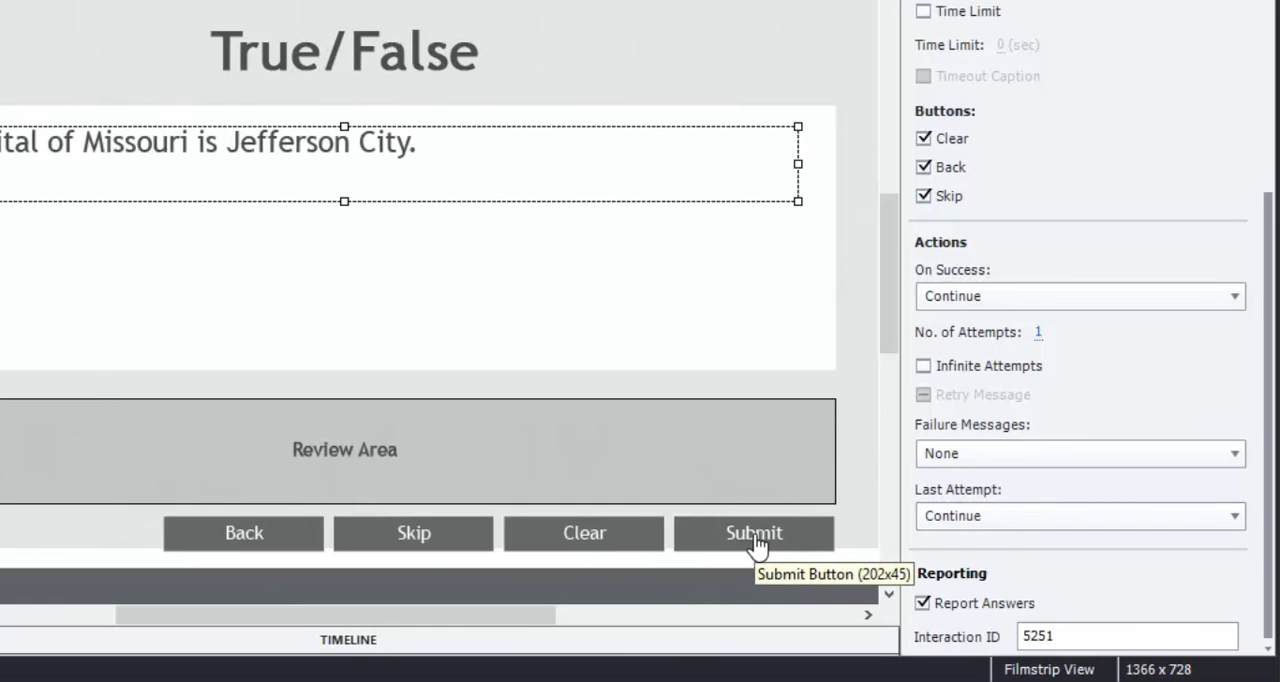 True/False
ital of Missouri is Jefferson City.
Review Area
Back
Skip
Clear
Submit
Submit Button (202x45)
TIMELINE
Time Limit
Time Limit: 0 (sec)
Timeout Caption
Buttons:
Clear
Back
Skip
Actions
On Success:
Continue
No. of Attempts: 1
Infinite Attempts
Retry Message
Failure Messages:
None
Last Attempt:
Continue
Reporting
Report Answers
Interaction ID 5251
Filmstrip View
1366 x 728